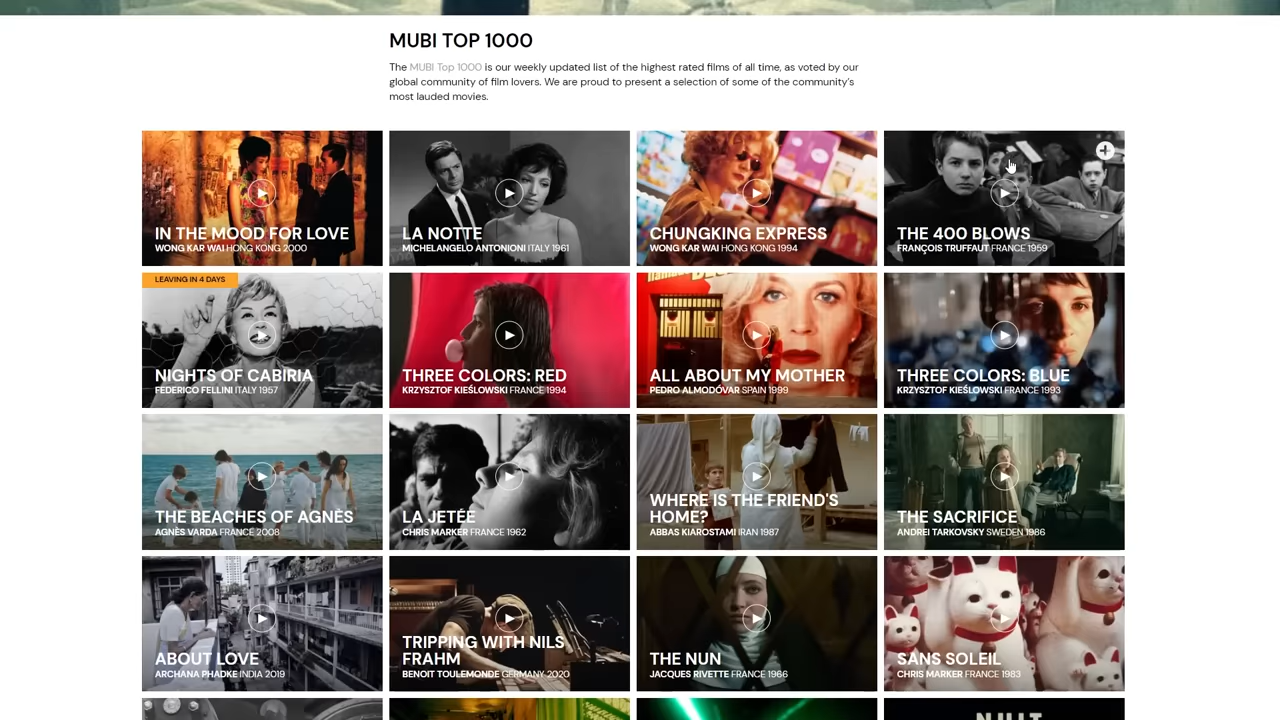 MUBI TOP 1000
The MUBI Top 1000 is our weekly updated list of the highest rated films of all time, as voted by our
global community of film lovers. We are proud to present a selection of some of the community's
most lauded movies.
IN THE MOOD FOR LOVE
WONG KAR WAI HONG KONG 2000
LA NOTTE
MICHELANGELO ANTONIONI ITALY 1961
CHUNGKING EXPRESS
WONG KAR WAI HONG KONG 1994
THE 400 BLOWS
FRANÇOIS TRUFFAUT FRANCE 1959
LEAVING IN 4 DAYS
NIGHTS OF CABIRIA
FEDERICO FELLINI ITALY 1957
THREE COLORS: RED
KRZYSZTOF KIEŚLOWSKI FRANCE 1994
ALL ABOUT MY MOTHER
PEDRO ALMODÓVAR SPAIN 1999
THREE COLORS: BLUE
KRZYSZTOF KIEŚLOWSKI FRANCE 1993
THE BEACHES OF AGNÈS
AGNÈS VARDA FRANCE 2008
LA JETÉE
CHRIS MARKER FRANCE 1962
WHERE IS THE FRIEND'S
HOME?
ABBAS KIAROSTAMI IRAN 1987
THE SACRIFICE
ANDREI TARKOVSKY SWEDEN 1986
ABOUT LOVE
ARCHANA PHADKE INDIA 2019
TRIPPING WITH NILS
FRAHM
BENOIT TOULEMONDE GERMANY 2020
THE NUN
JACQUES RIVETTE FRANCE 1966
SANS SOLEIL
CHRIS MARKER FRANCE 1983